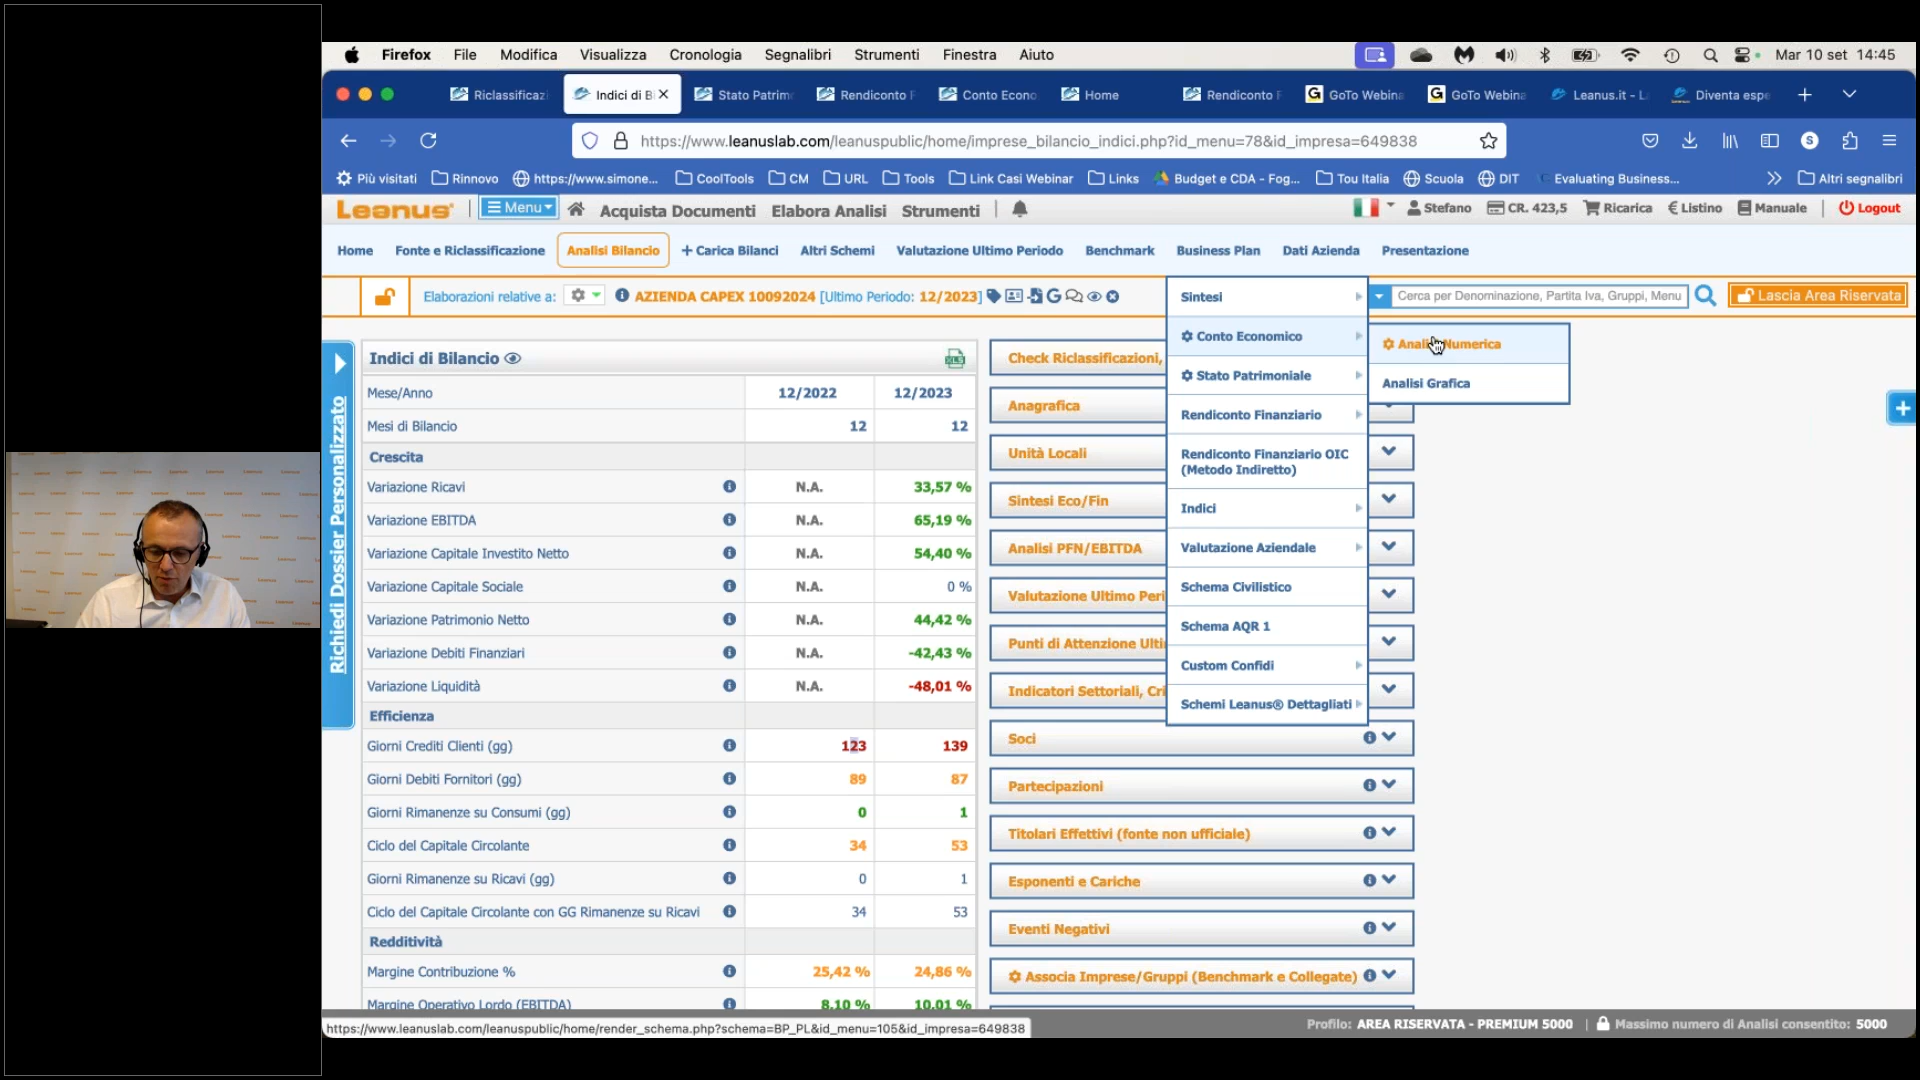 Firefox File Modifica Visualizza Cronologia Segnalibri Strumenti Finestra Aiuto Mar 10 set 14:45
Riclassificaz Indici di B Stato Patrim Rendiconto F Conto Econo Home Rendiconto F GoTo Webina GoTo Webina Leanus.it - L Diventa espe
https://www.leanuslab.com/leanuspublic/home/imprese_bilancio_indici.php?id_menu=78&id_impresa=649838
Più visitati Rinnovo https://www.simone... CoolTools CM URL Tools Link Casi Webinar Links Budget e CDA - Fog... Tou Italia Scuola DIT Evaluating Business... Altri segnalibri
Leanus® Menu Acquista Documenti Elabora Analisi Strumenti Stefano CR. 423,5 Ricarica € Listino Manuale Logout
Home Fonte e Riclassificazione Analisi Bilancio + Carica Bilanci Altri Schemi Valutazione Ultimo Periodo Benchmark Business Plan Dati Azienda Presentazione
Elaborazioni relative a: AZIENDA CAPEX 10092024 [Ultimo Periodo: 12/2023] Cerca per Denominazione, Partita Iva, Gruppi, Menu Lascia Area Riservata
Richiedi Dossier Personalizzato
Indici di Bilancio XLS
Mese/Anno 12/2022 12/2023
Mesi di Bilancio 12 12
Crescita
Variazione Ricavi N.A. 33,57 %
Variazione EBITDA N.A. 65,19 %
Variazione Capitale Investito Netto N.A. 54,40 %
Variazione Capitale Sociale N.A. 0 %
Variazione Patrimonio Netto N.A. 44,42 %
Variazione Debiti Finanziari N.A. -42,43 %
Variazione Liquidità N.A. -48,01 %
Efficienza
Giorni Crediti Clienti (gg) 123 139
Giorni Debiti Fornitori (gg) 89 87
Giorni Rimanenze su Consumi (gg) 0 1
Ciclo del Capitale Circolante 34 53
Giorni Rimanenze su Ricavi (gg) 0 1
Ciclo del Capitale Circolante con GG Rimanenze su Ricavi 34 53
Redditività
Margine Contribuzione % 25,42 % 24,86 %
Margine Operativo Lordo (EBITDA) 8,10 % 10,01 %
Check Riclassificazioni,
Anagrafica
Unità Locali
Sintesi Eco/Fin
Analisi PFN/EBITDA
Valutazione Ultimo Peri
Punti di Attenzione Ulti
Indicatori Settoriali, Cri
Soci
Partecipazioni
Titolari Effettivi (fonte non ufficiale)
Esponenti e Cariche
Eventi Negativi
Associa Imprese/Gruppi (Benchmark e Collegate)
Sintesi
Conto Economico
Stato Patrimoniale
Rendiconto Finanziario
Rendiconto Finanziario OIC
(Metodo Indiretto)
Indici
Valutazione Aziendale
Schema Civilistico
Schema AQR 1
Custom Confidi
Schemi Leanus® Dettagliati
Analisi Numerica
Analisi Grafica
https://www.leanuslab.com/leanuspublic/home/render_schema.php?schema=BP_PL&id_menu=105&id_impresa=649838
Profilo: AREA RISERVATA - PREMIUM 5000 | Massimo numero di Analisi consentito: 5000